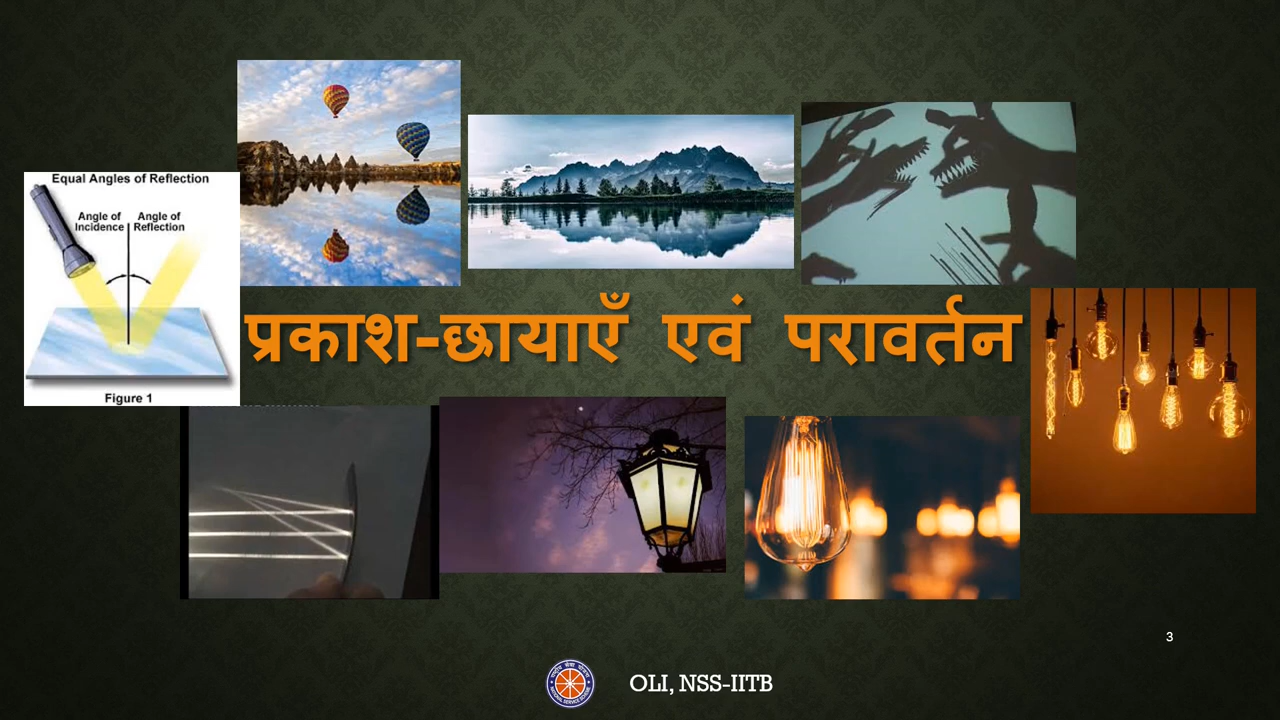 Equal Angles of Reflection
Angle of Incidence
Angle of Reflection
Figure 1
प्रकाश-छायाएँ एवं परावर्तन
3
OLI, NSS-IITB